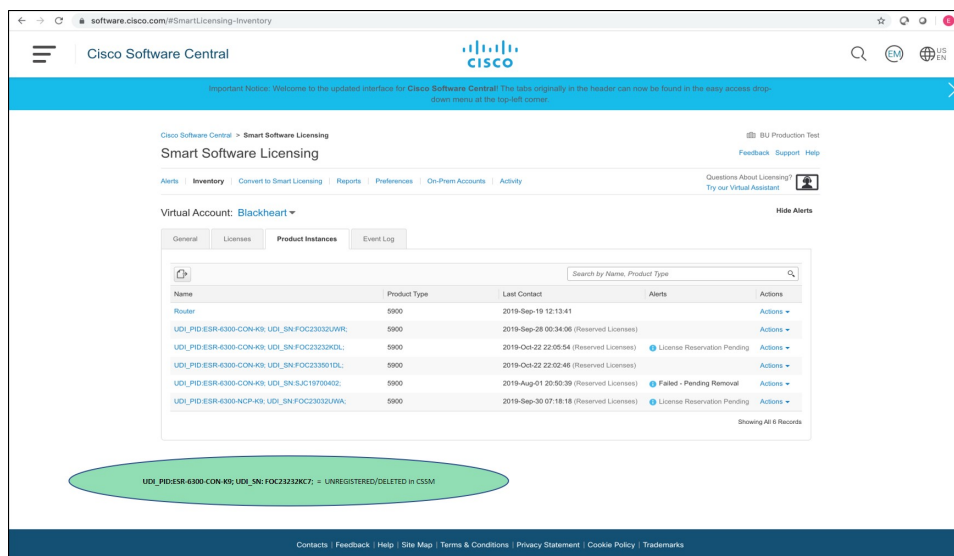 software.cisco.com/#SmartLicensing-Inventory
E
Cisco Software Central
CISCO
EM
US
EN
Important Notice: Welcome to the updated interface for Cisco Software Central! The tabs originally in the header can now be found in the easy access drop-
down menu at the top-left corner.
Cisco Software Central > Smart Software Licensing
BU Production Test
Smart Software Licensing
Feedback Support Help
Alerts | Inventory | Convert to Smart Licensing | Reports | Preferences | On-Prem Accounts | Activity
Questions About Licensing?
Try our Virtual Assistant
Virtual Account: Blackheart
Hide Alerts
General Licenses Product Instances Event Log
Search by Name, Product Type
Name Product Type Last Contact Alerts Actions
Router 5900 2019-Sep-19 12:13:41 Actions
UDI_PID:ESR-6300-CON-K9; UDI_SN:FOC23032UWR; 5900 2019-Sep-28 00:34:06 (Reserved Licenses) Actions
UDI_PID:ESR-6300-CON-K9; UDI_SN:FOC23232KDL; 5900 2019-Oct-22 22:05:54 (Reserved Licenses) License Reservation Pending Actions
UDI_PID:ESR-6300-CON-K9; UDI_SN:FOC233501DL; 5900 2019-Oct-22 22:02:46 (Reserved Licenses) Actions
UDI_PID:ESR-6300-CON-K9; UDI_SN:SJC19700402; 5900 2019-Aug-01 20:50:39 (Reserved Licenses) Failed - Pending Removal Actions
UDI_PID:ESR-6300-NCP-K9; UDI_SN:FOC23032UWA; 5900 2019-Sep-30 07:18:18 (Reserved Licenses) License Reservation Pending Actions
Showing All 6 Records
UDI_PID:ESR-6300-CON-K9; UDI_SN: FOC23232KC7; = UNREGISTERED/DELETED in CSSM
Contacts | Feedback | Help | Site Map | Terms & Conditions | Privacy Statement | Cookie Policy | Trademarks